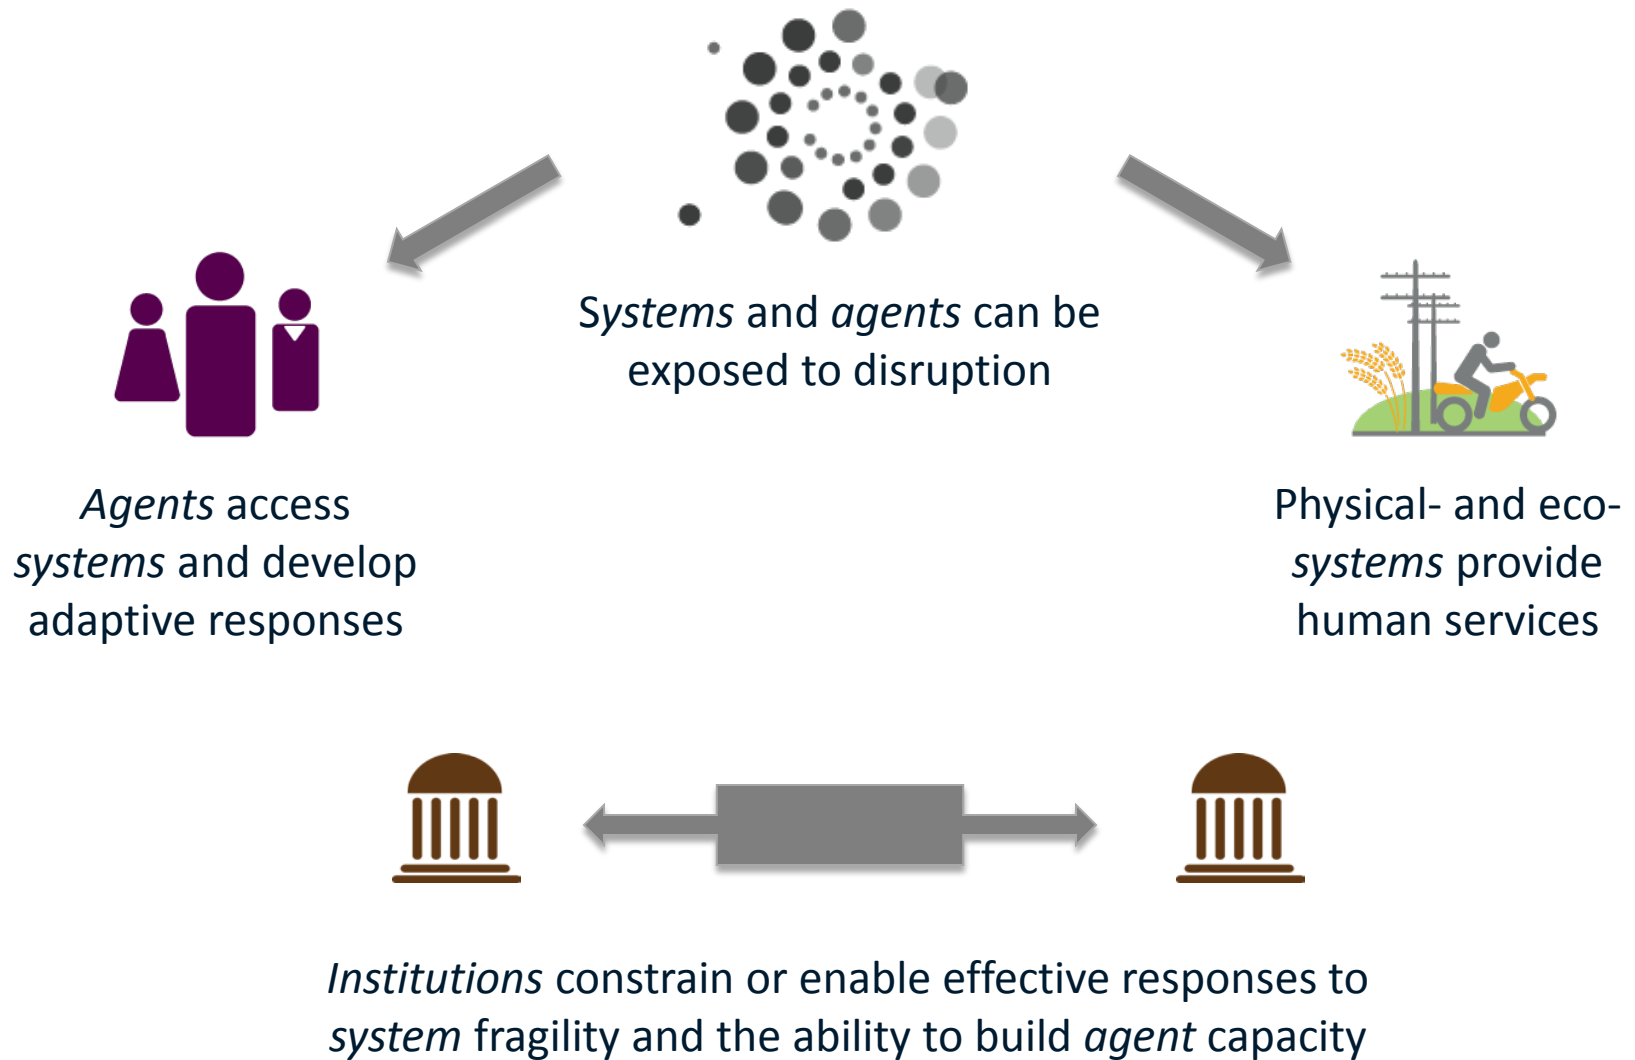 Systems and agents can be
exposed to disruption
Agents access
systems and develop
adaptive responses
Physical- and eco-
systems provide
human services
Institutions constrain or enable effective responses to
system fragility and the ability to build agent capacity